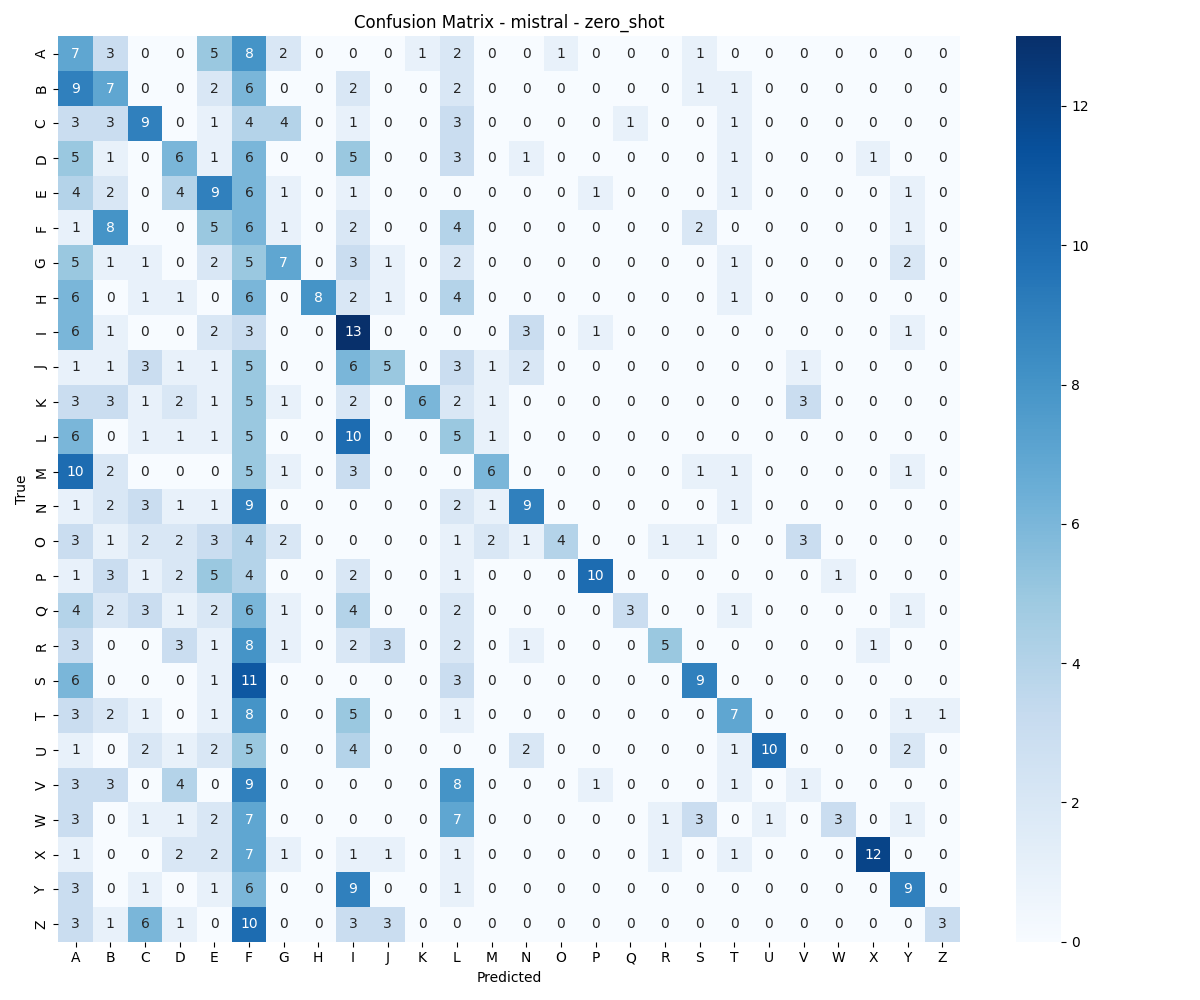 Confusion Matrix - mistral - zero_shot
A 7 3 0 0 5 8 2 0 0 0 1 2 0 0 1 0 0 0 1 0 0 0 0 0 0 0
B 9 7 0 0 2 6 0 0 2 0 0 2 0 0 0 0 0 0 1 1 0 0 0 0 0 0
C 3 3 9 0 1 4 4 0 1 0 0 3 0 0 0 0 1 0 0 1 0 0 0 0 0 0
D 5 1 0 6 1 6 0 0 5 0 0 3 0 1 0 0 0 0 0 1 0 0 0 1 0 0
E 4 2 0 4 9 6 1 0 1 0 0 0 0 0 0 1 0 0 0 1 0 0 0 0 1 0
F 1 8 0 0 5 6 1 0 2 0 0 4 0 0 0 0 0 0 2 0 0 0 0 0 1 0
G 5 1 1 0 2 5 7 0 3 1 0 2 0 0 0 0 0 0 0 1 0 0 0 0 2 0
H 6 0 1 1 0 6 0 8 2 1 0 4 0 0 0 0 0 0 0 1 0 0 0 0 0 0
I 6 1 0 0 2 3 0 0 13 0 0 0 0 3 0 1 0 0 0 0 0 0 0 0 1 0
J 1 1 3 1 1 5 0 0 6 5 0 3 1 2 0 0 0 0 0 0 0 1 0 0 0 0
K 3 3 1 2 1 5 1 0 2 0 6 2 1 0 0 0 0 0 0 0 0 3 0 0 0 0
L 6 0 1 1 1 5 0 0 10 0 0 5 1 0 0 0 0 0 0 0 0 0 0 0 0 0
M 10 2 0 0 0 5 1 0 3 0 0 0 6 0 0 0 0 0 1 1 0 0 0 0 1 0
N 1 2 3 1 1 9 0 0 0 0 0 2 1 9 0 0 0 0 0 1 0 0 0 0 0 0
O 3 1 2 2 3 4 2 0 0 0 0 1 2 1 4 0 0 1 1 0 0 3 0 0 0 0
P 1 3 1 2 5 4 0 0 2 0 0 1 0 0 0 10 0 0 0 0 0 0 1 0 0 0
Q 4 2 3 1 2 6 1 0 4 0 0 2 0 0 0 0 3 0 0 1 0 0 0 0 1 0
R 3 0 0 3 1 8 1 0 2 3 0 2 0 1 0 0 0 5 0 0 0 0 0 1 0 0
S 6 0 0 0 1 11 0 0 0 0 0 3 0 0 0 0 0 0 9 0 0 0 0 0 0 0
T 3 2 1 0 1 8 0 0 5 0 0 1 0 0 0 0 0 0 0 7 0 0 0 0 1 1
U 1 0 2 1 2 5 0 0 4 0 0 0 0 2 0 0 0 0 0 1 10 0 0 0 2 0
V 3 3 0 4 0 9 0 0 0 0 0 8 0 0 0 1 0 0 0 1 0 1 0 0 0 0
W 3 0 1 1 2 7 0 0 0 0 0 7 0 0 0 0 0 1 3 0 1 0 3 0 1 0
X 1 0 0 2 2 7 1 0 1 1 0 1 0 0 0 0 0 1 0 1 0 0 0 12 0 0
Y 3 0 1 0 1 6 0 0 9 0 0 1 0 0 0 0 0 0 0 0 0 0 0 0 9 0
Z 3 1 6 1 0 10 0 0 3 3 0 0 0 0 0 0 0 0 0 0 0 0 0 0 0 3
A B C D E F G H I J K L M N O P Q R S T U V W X Y Z
Predicted
True
12
10
8
6
4
2
0